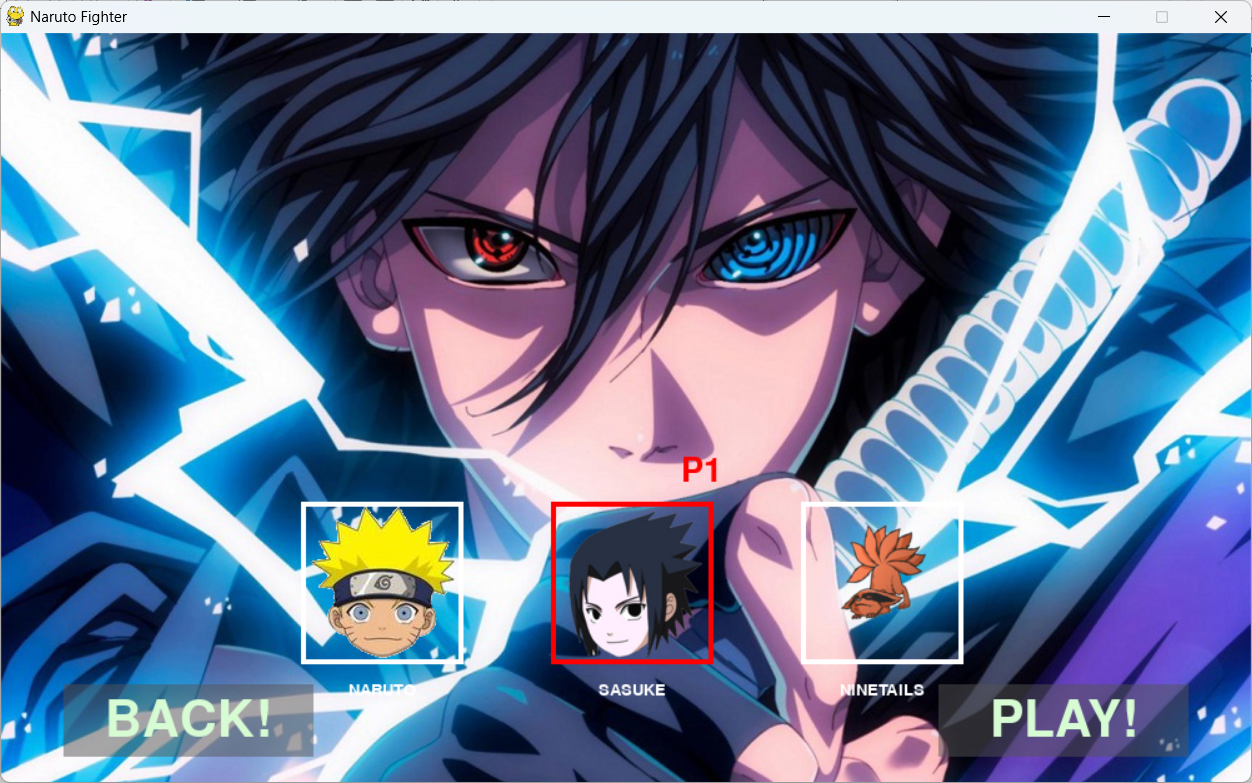 Naruto Fighter
P1
NARUTO
SASUKE
NINETAILS
BACK!
PLAY!